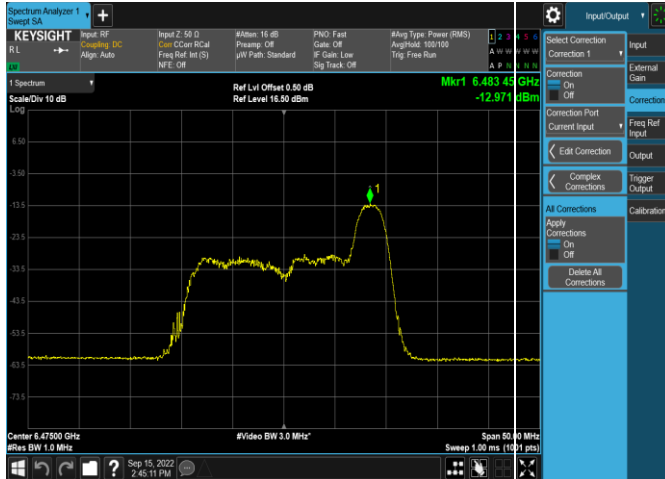 Spectrum Analyzer 1
Swept SA
+
Input/Output
KEYSIGHT
RL
Input: RF
Coupling: DC
Align: Auto
Input Z: 50 Ω
Corr CCorr RCal
Freq Ref: Int (S)
NFE: Off
#Atten: 16 dB
Preamp: Off
µW Path: Standard
PNO: Fast
Gate: Off
IF Gain: Low
Sig Track: Off
#Avg Type: Power (RMS)
Avg|Hold: 100/100
Trig: Free Run
1 2 3 4 5 6
A W W W W W
A P N N N N
1 Spectrum
Scale/Div 10 dB
Log
Ref Lvl Offset 0.50 dB
Ref Level 16.50 dBm
Mkr1 6.483 45 GHz
-12.971 dBm
6.50
-3.50
-13.5
-23.5
-33.5
-43.5
-53.5
-63.5
-73.5
1
Center 6.47500 GHz
#Res BW 1.0 MHz
#Video BW 3.0 MHz*
Span 50.00 MHz
Sweep 1.00 ms (1001 pts)
Sep 15, 2022
2:45:11 PM
?
Select Correction
Correction 1
Correction
On
Off
Correction Port
Current Input
Edit Correction
Complex
Corrections
All Corrections
Apply
Corrections
On
Off
Delete All
Corrections
Input
External
Gain
Correction
Freq Ref
Input
Output
Trigger
Output
Calibration